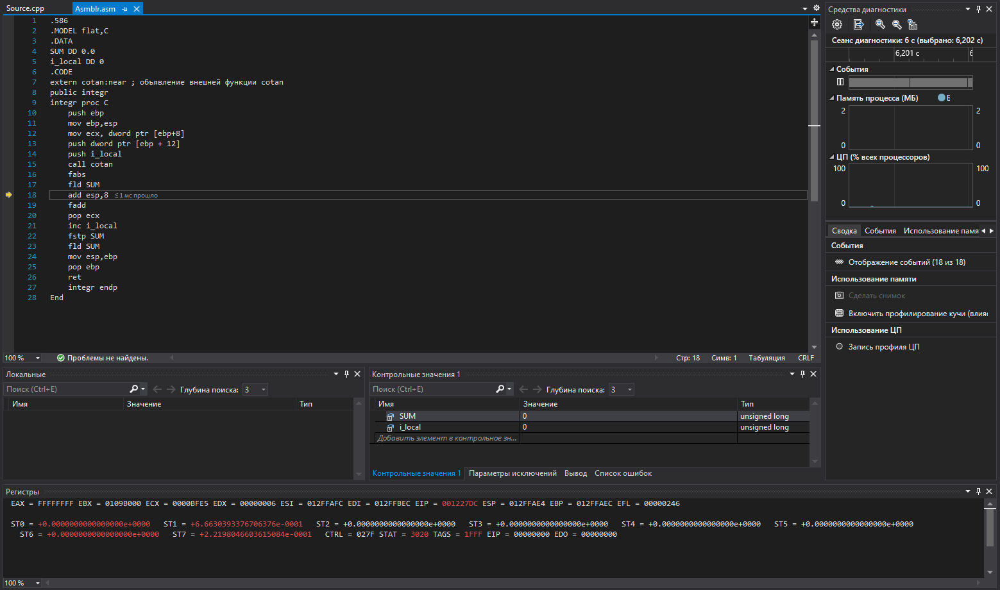 Source.cpp
Asmblr.asm
1 .586
2 .MODEL flat,C
3 .DATA
4 SUM DD 0.0
5 i_local DD 0
6 .CODE
7 extern cotan:near ; объявление внешней функции cotan
8 public integr
9 integr proc C
10 push ebp
11 mov ebp,esp
12 mov ecx, dword ptr [ebp+8]
13 push dword ptr [ebp + 12]
14 push i_local
15 call cotan
16 fabs
17 fld SUM
18 add esp,8 ≤ 1 мс прошло
19 fadd
20 pop ecx
21 inc i_local
22 fstp SUM
23 fld SUM
24 mov esp,ebp
25 pop ebp
26 ret
27 integr endp
28 End
100 %
Проблемы не найдены.
Стр: 18
Симв: 1
Табуляция
CRLF
Средства диагностики
Сеанс диагностики: 6 с (выбрано: 6,202 с)
6,201 с
6
События
Память процесса (МБ)
Е
2 2
0 0
ЦП (% всех процессоров)
100 100
0 0
Сводка События Использование памят
События
Отображение событий (18 из 18)
Использование памяти
Сделать снимок
Включить профилирование кучи (влияе
Использование ЦП
Запись профиля ЦП
Локальные
Поиск (Ctrl+E)
Глубина поиска: 3
Имя Значение Тип
Контрольные значения 1
Поиск (Ctrl+E)
Глубина поиска: 3
Имя Значение Тип
SUM 0 unsigned long
i_local 0 unsigned long
Добавить элемент в контрольное зн...
Контрольные значения 1 Параметры исключений Вывод Список ошибок
Регистры
EAX = FFFFFFFF EBX = 0109B000 ECX = 0000BFE5 EDX = 00000006 ESI = 012FFAFC EDI = 012FFBEC EIP = 001227DC ESP = 012FFAE4 EBP = 012FFAEC EFL = 00000246
ST0 = +0.0000000000000000e+0000 ST1 = +6.6630393376706376e-0001 ST2 = +0.0000000000000000e+0000 ST3 = +0.0000000000000000e+0000 ST4 = +0.0000000000000000e+0000 ST5 = +0.0000000000000000e+0000
ST6 = +0.0000000000000000e+0000 ST7 = +2.2198046603615084e-0001 CTRL = 027F STAT = 3020 TAGS = 1FFF EIP = 00000000 EDO = 00000000
100 %